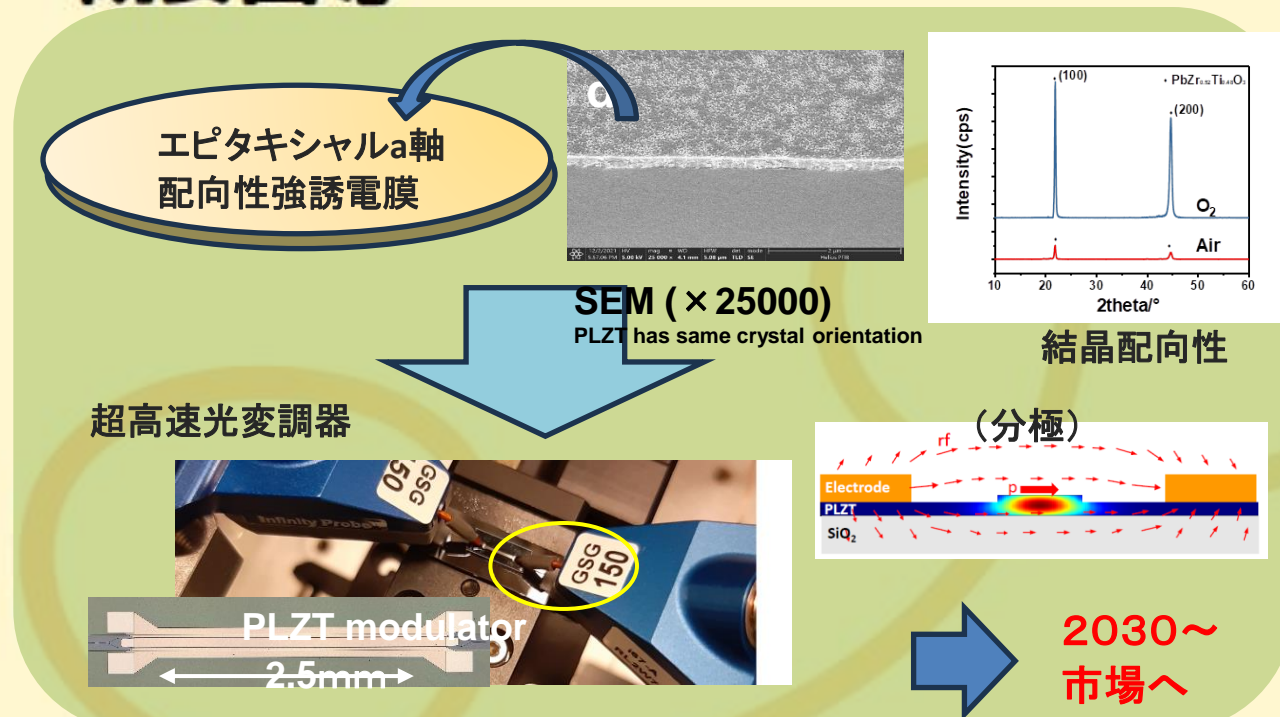 エピタキシャルa軸
配向性強誘電膜
SEM (×25000)
PLZT has same crystal orientation
(100)
・PbZr0.52Ti0.48O3
(200)
Intensity(cps)
O2
Air
10 20 30 40 50 60
2theta/°
結晶配向性
超高速光変調器
GSG
150
Infinity Probe
GSG
150
PLZT modulator
2.5mm
（分極）
rf
Electrode
p
PLZT
SiO2
2030～
市場へ